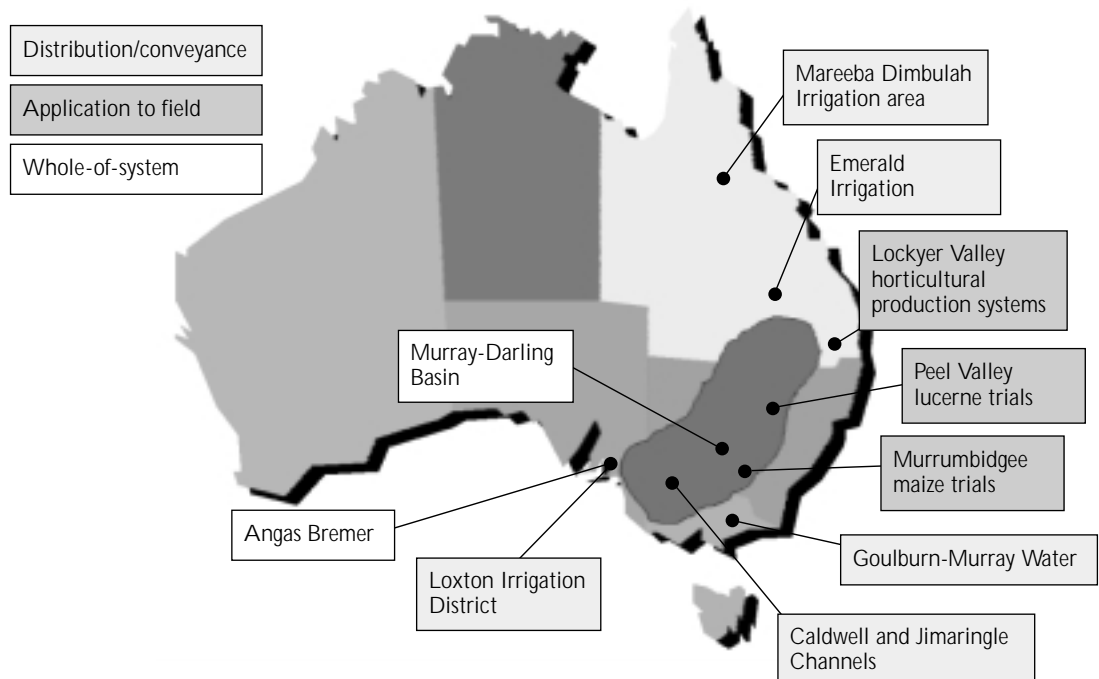 Distribution/conveyance
Application to field
Whole-of-system
Mareeba Dimbulah
Irrigation area
Emerald
Irrigation
Lockyer Valley
horticultural
production systems
Murray-Darling
Basin
Peel Valley
lucerne trials
Murrumbidgee
maize trials
Angas Bremer
Goulburn-Murray Water
Loxton Irrigation
District
Caldwell and Jimaringle
Channels